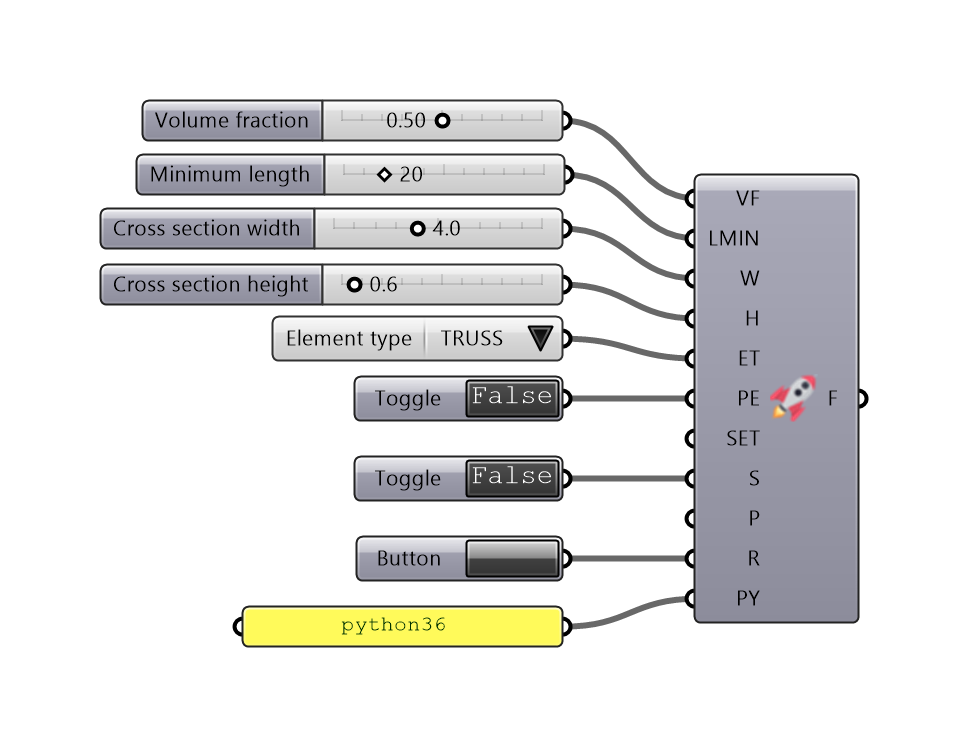 Volume fraction 0.50
Minimum length 20
Cross section width 4.0
Cross section height 0.6
Element type TRUSS
Toggle False
Toggle False
Button
python36
VF
LMIN
W
H
ET
PE F
SET
S
P
R
PY